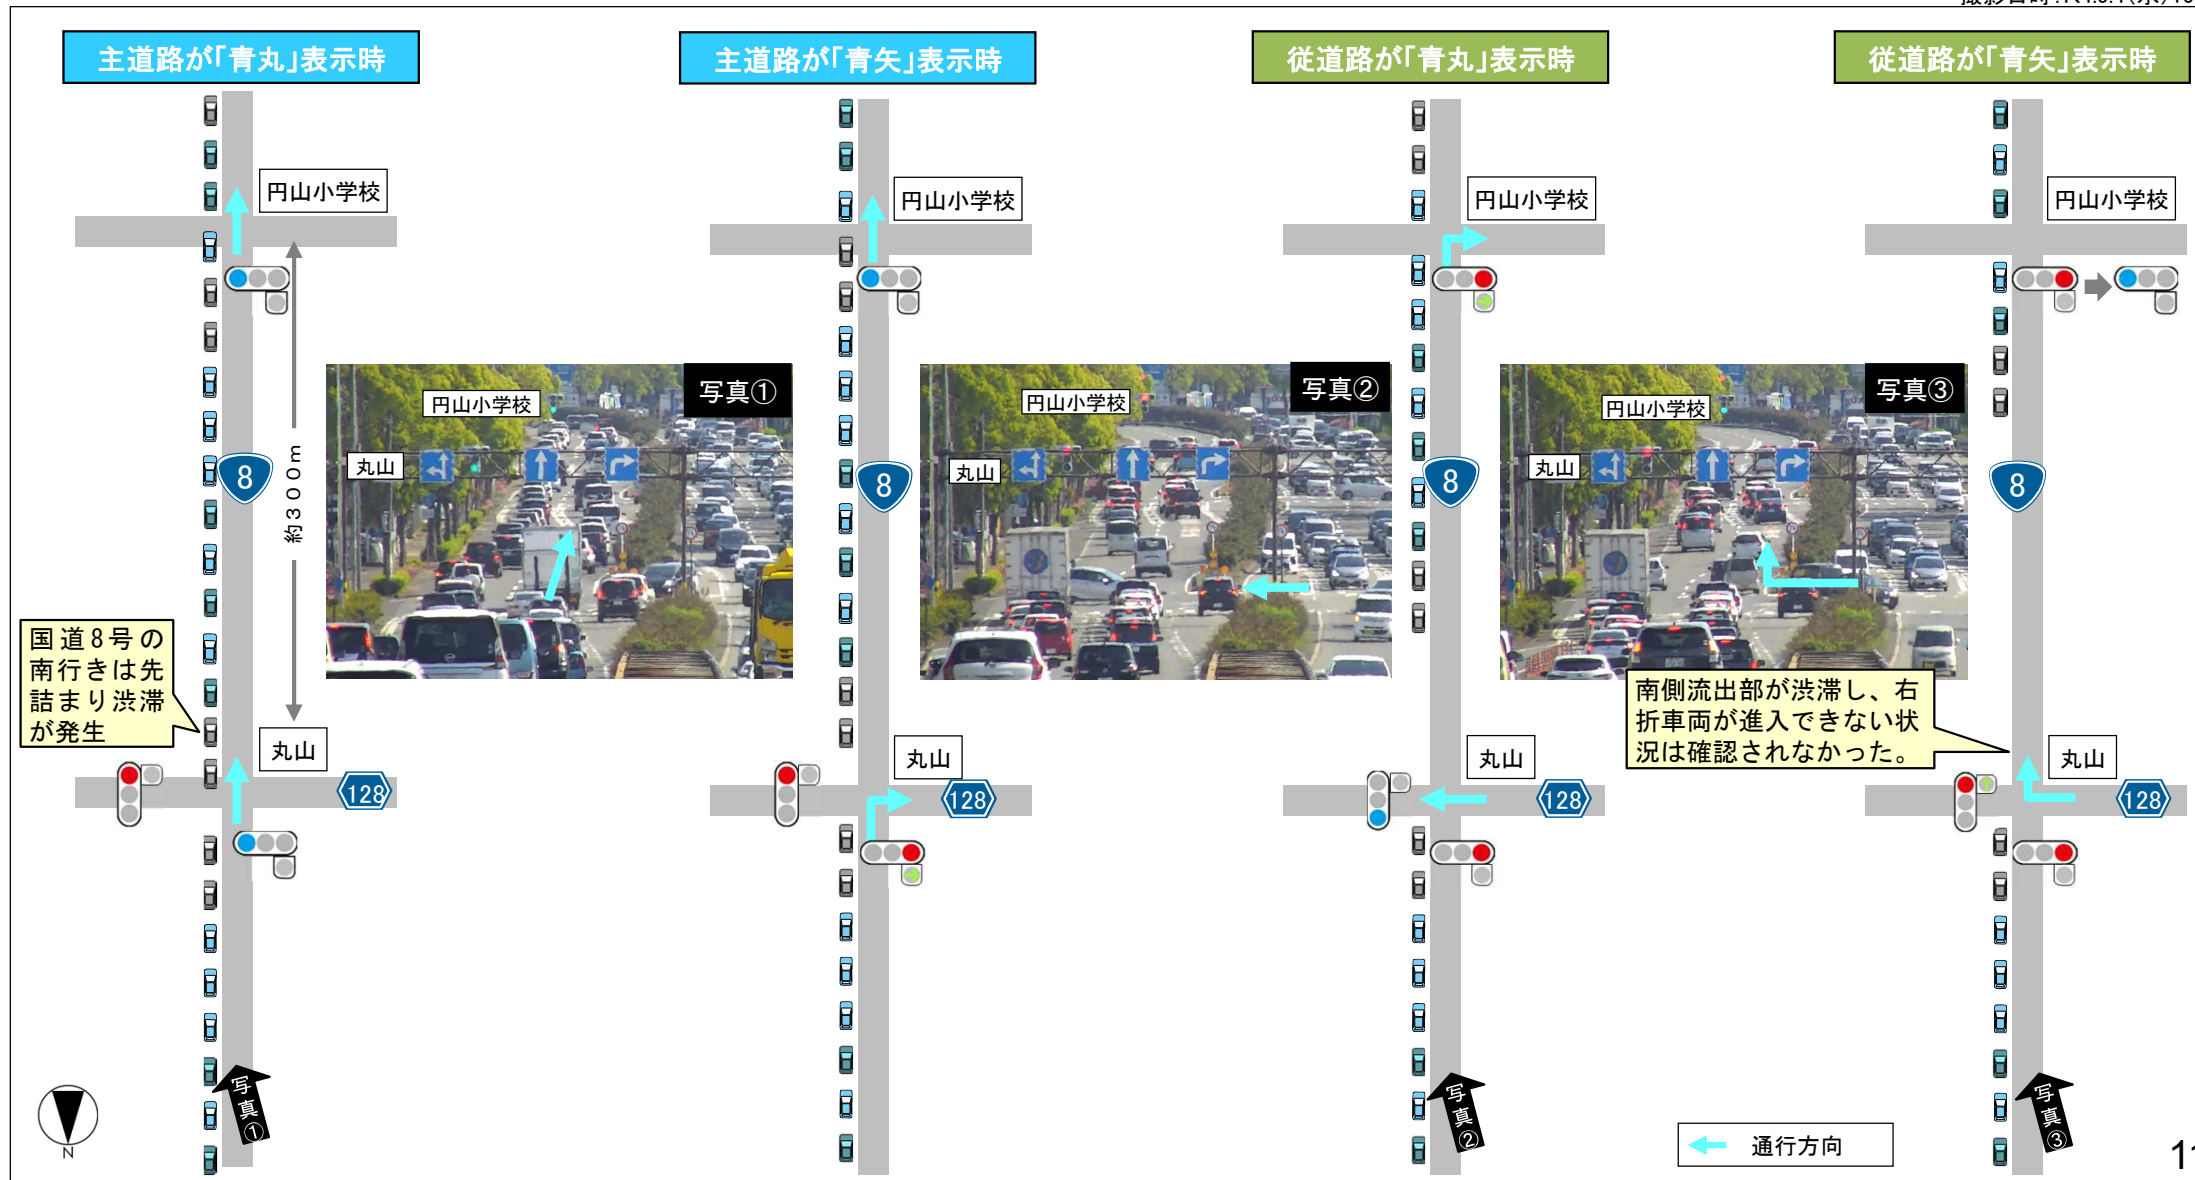 主道路が「青丸」表示時
主道路が「青矢」表示時
従道路が「青丸」表示時
従道路が「青矢」表示時
円山小学校
円山小学校
円山小学校
円山小学校
約300m
写真①
円山小学校
丸山
写真②
円山小学校
丸山
写真③
円山小学校
丸山
8
8
8
8
国道8号の
南行きは先
詰まり渋滞
が発生
南側流出部が渋滞し、右
折車両が進入できない状
況は確認されなかった。
丸山
丸山
丸山
丸山
128
128
128
128
写真①
写真②
写真③
N
通行方向